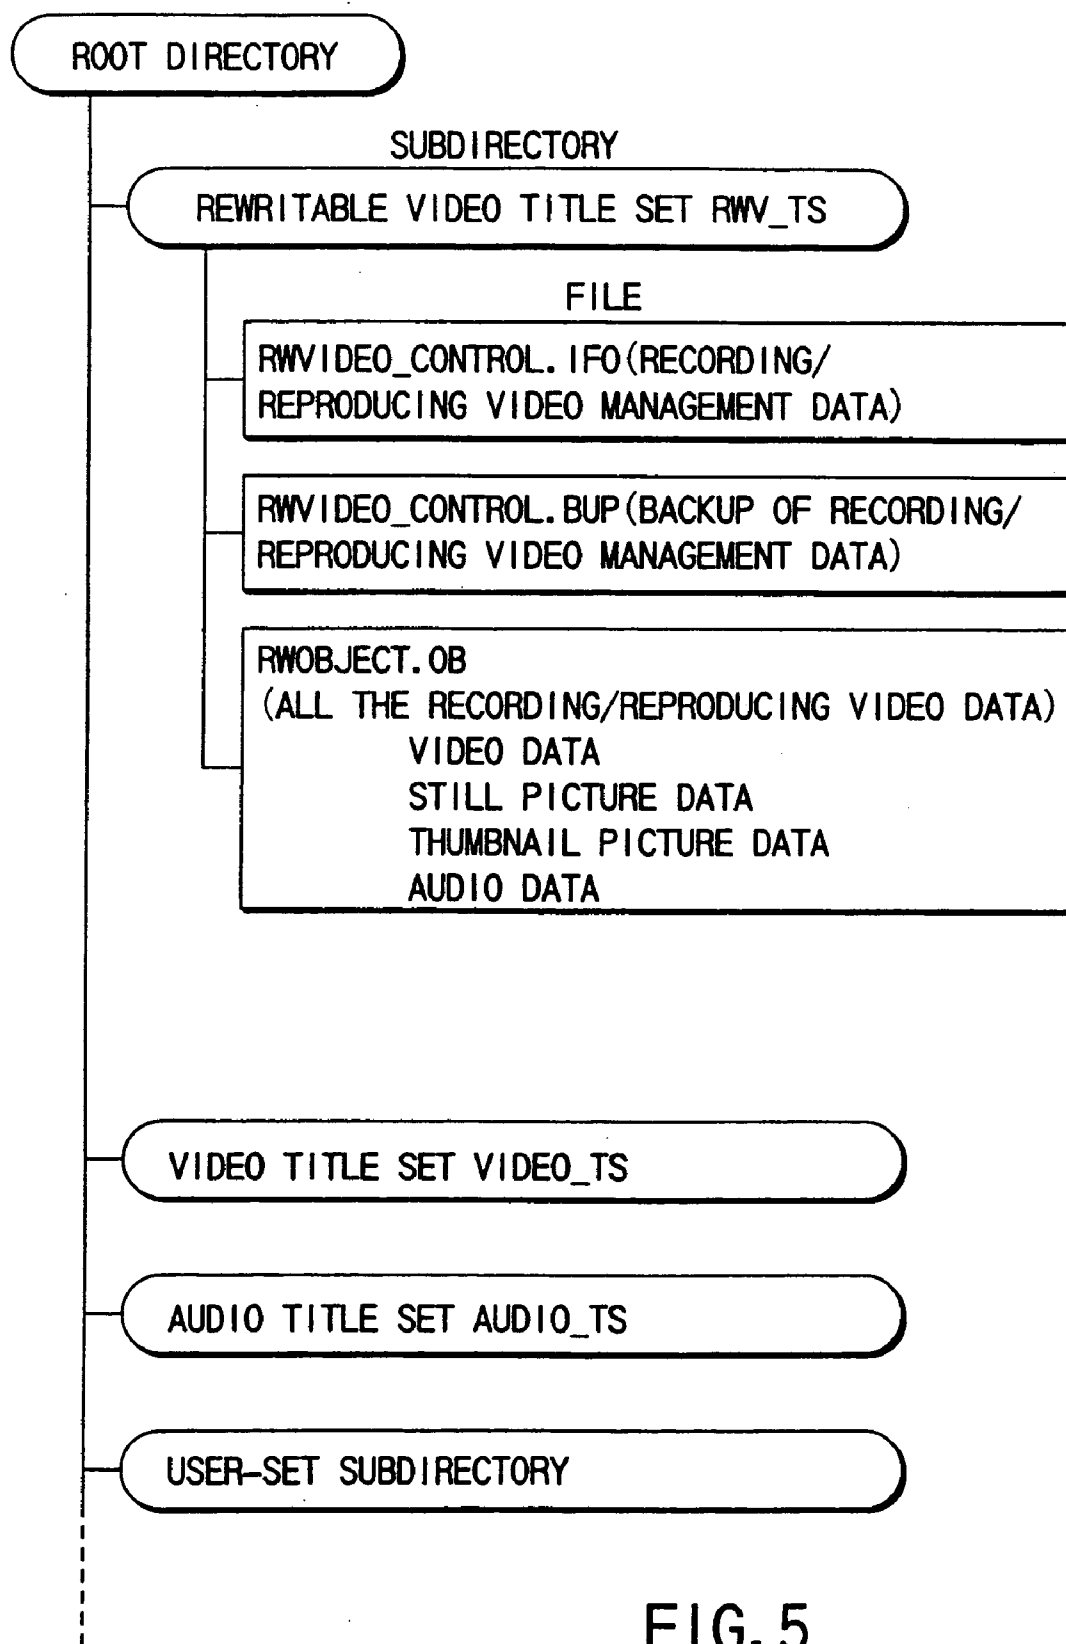 ROOT DIRECTORY
SUBDIRECTORY
REWRITABLE VIDEO TITLE SET RWV_TS
FILE
RWVIDEO_CONTROL.IFO(RECORDING/
REPRODUCING VIDEO MANAGEMENT DATA)
RWVIDEO_CONTROL.BUP(BACKUP OF RECORDING/
REPRODUCING VIDEO MANAGEMENT DATA)
RWOBJECT.OB
(ALL THE RECORDING/REPRODUCING VIDEO DATA)
VIDEO DATA
STILL PICTURE DATA
THUMBNAIL PICTURE DATA
AUDIO DATA
VIDEO TITLE SET VIDEO_TS
AUDIO TITLE SET AUDIO_TS
USER-SET SUBDIRECTORY
FIG.5